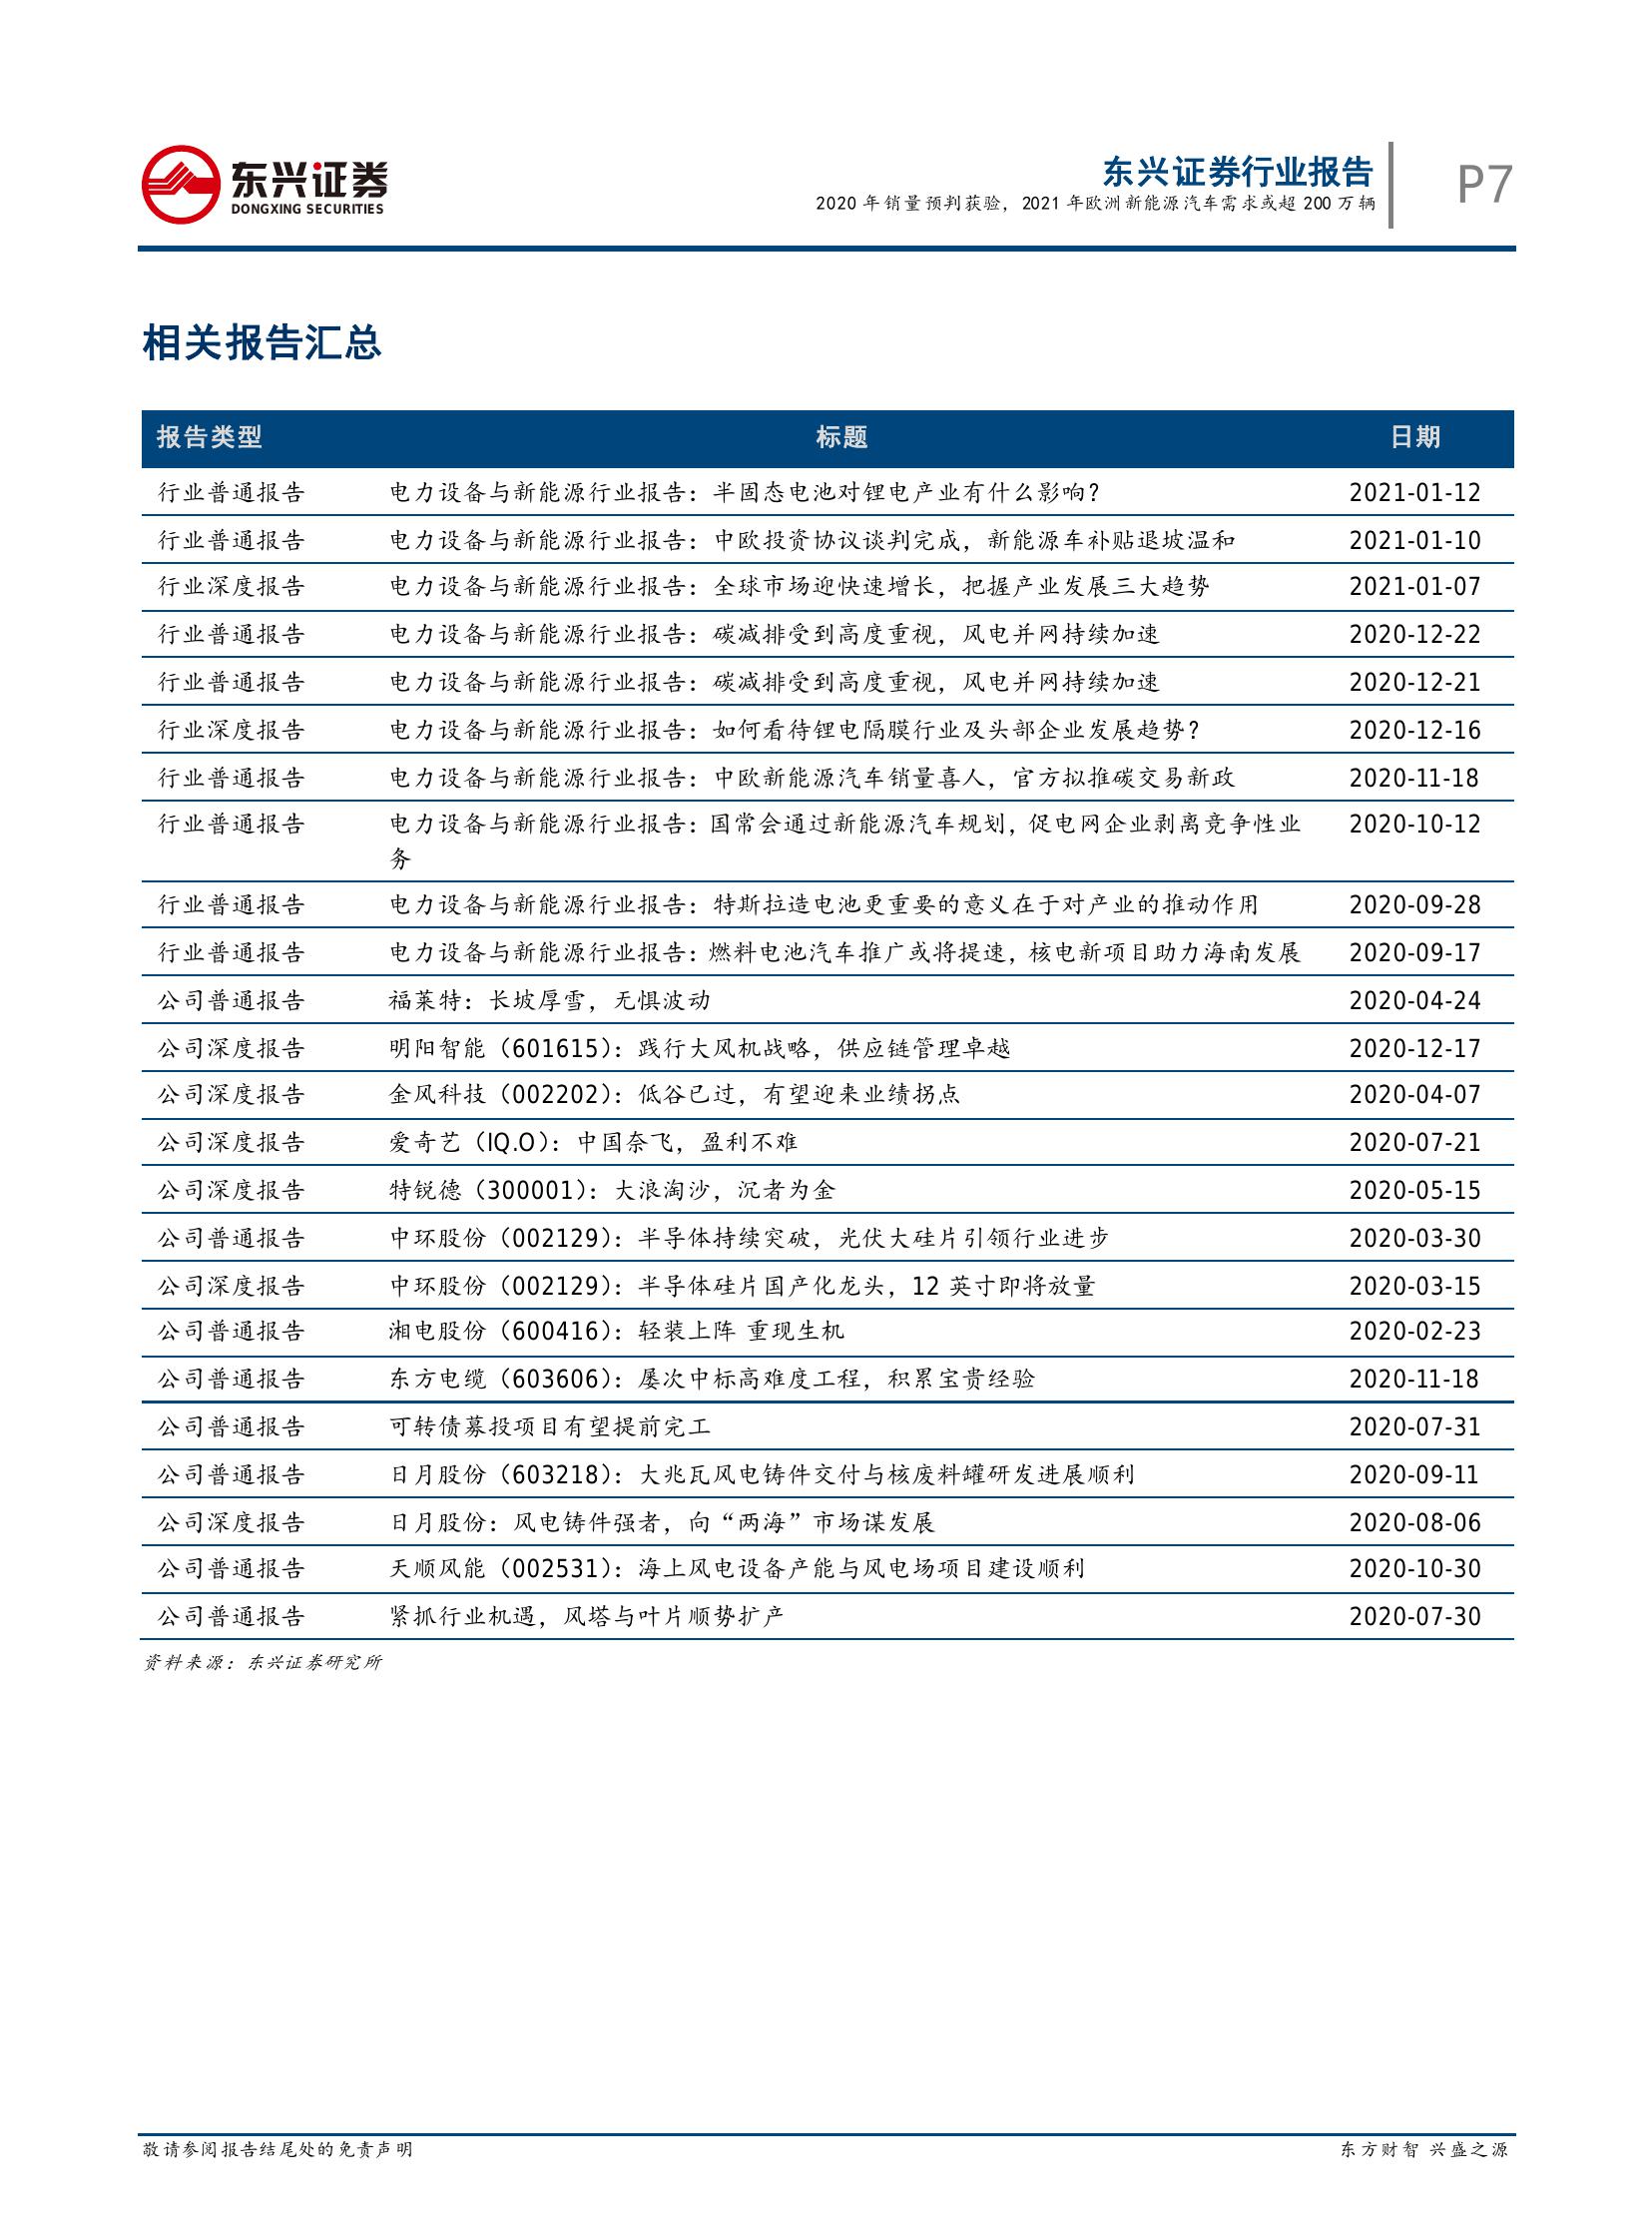 东兴证券
DONGXING SECURITIES
东兴证券行业报告
2020 年销量预判获验，2021 年欧洲新能源汽车需求或超 200 万辆
P7
相关报告汇总
报告类型 标题 日期
行业普通报告 电力设备与新能源行业报告：半固态电池对锂电产业有什么影响？ 2021-01-12
行业普通报告 电力设备与新能源行业报告：中欧投资协议谈判完成，新能源车补贴退坡温和 2021-01-10
行业深度报告 电力设备与新能源行业报告：全球市场迎快速增长，把握产业发展三大趋势 2021-01-07
行业普通报告 电力设备与新能源行业报告：碳减排受到高度重视，风电并网持续加速 2020-12-22
行业普通报告 电力设备与新能源行业报告：碳减排受到高度重视，风电并网持续加速 2020-12-21
行业深度报告 电力设备与新能源行业报告：如何看待锂电隔膜行业及头部企业发展趋势？ 2020-12-16
行业普通报告 电力设备与新能源行业报告：中欧新能源汽车销量喜人，官方拟推碳交易新政 2020-11-18
行业普通报告 电力设备与新能源行业报告：国常会通过新能源汽车规划，促电网企业剥离竞争性业 2020-10-12
务
行业普通报告 电力设备与新能源行业报告：特斯拉造电池更重要的意义在于对产业的推动作用 2020-09-28
行业普通报告 电力设备与新能源行业报告：燃料电池汽车推广或将提速，核电新项目助力海南发展 2020-09-17
公司普通报告 福莱特：长坡厚雪，无惧波动 2020-04-24
公司深度报告 明阳智能（601615）：践行大风机战略，供应链管理卓越 2020-12-17
公司深度报告 金风科技（002202）：低谷已过，有望迎来业绩拐点 2020-04-07
公司深度报告 爱奇艺（IQ.O）：中国奈飞，盈利不难 2020-07-21
公司深度报告 特锐德（300001）：大浪淘沙，沉者为金 2020-05-15
公司普通报告 中环股份（002129）：半导体持续突破，光伏大硅片引领行业进步 2020-03-30
公司深度报告 中环股份（002129）：半导体硅片国产化龙头，12 英寸即将放量 2020-03-15
公司普通报告 湘电股份（600416）：轻装上阵 重现生机 2020-02-23
公司普通报告 东方电缆（603606）：屡次中标高难度工程，积累宝贵经验 2020-11-18
公司普通报告 可转债募投项目有望提前完工 2020-07-31
公司普通报告 日月股份（603218）：大兆瓦风电铸件交付与核废料罐研发进展顺利 2020-09-11
公司深度报告 日月股份：风电铸件强者，向“两海”市场谋发展 2020-08-06
公司普通报告 天顺风能（002531）：海上风电设备产能与风电场项目建设顺利 2020-10-30
公司普通报告 紧抓行业机遇，风塔与叶片顺势扩产 2020-07-30
资料来源：东兴证券研究所
敬请参阅报告结尾处的免责声明 东方财智 兴盛之源